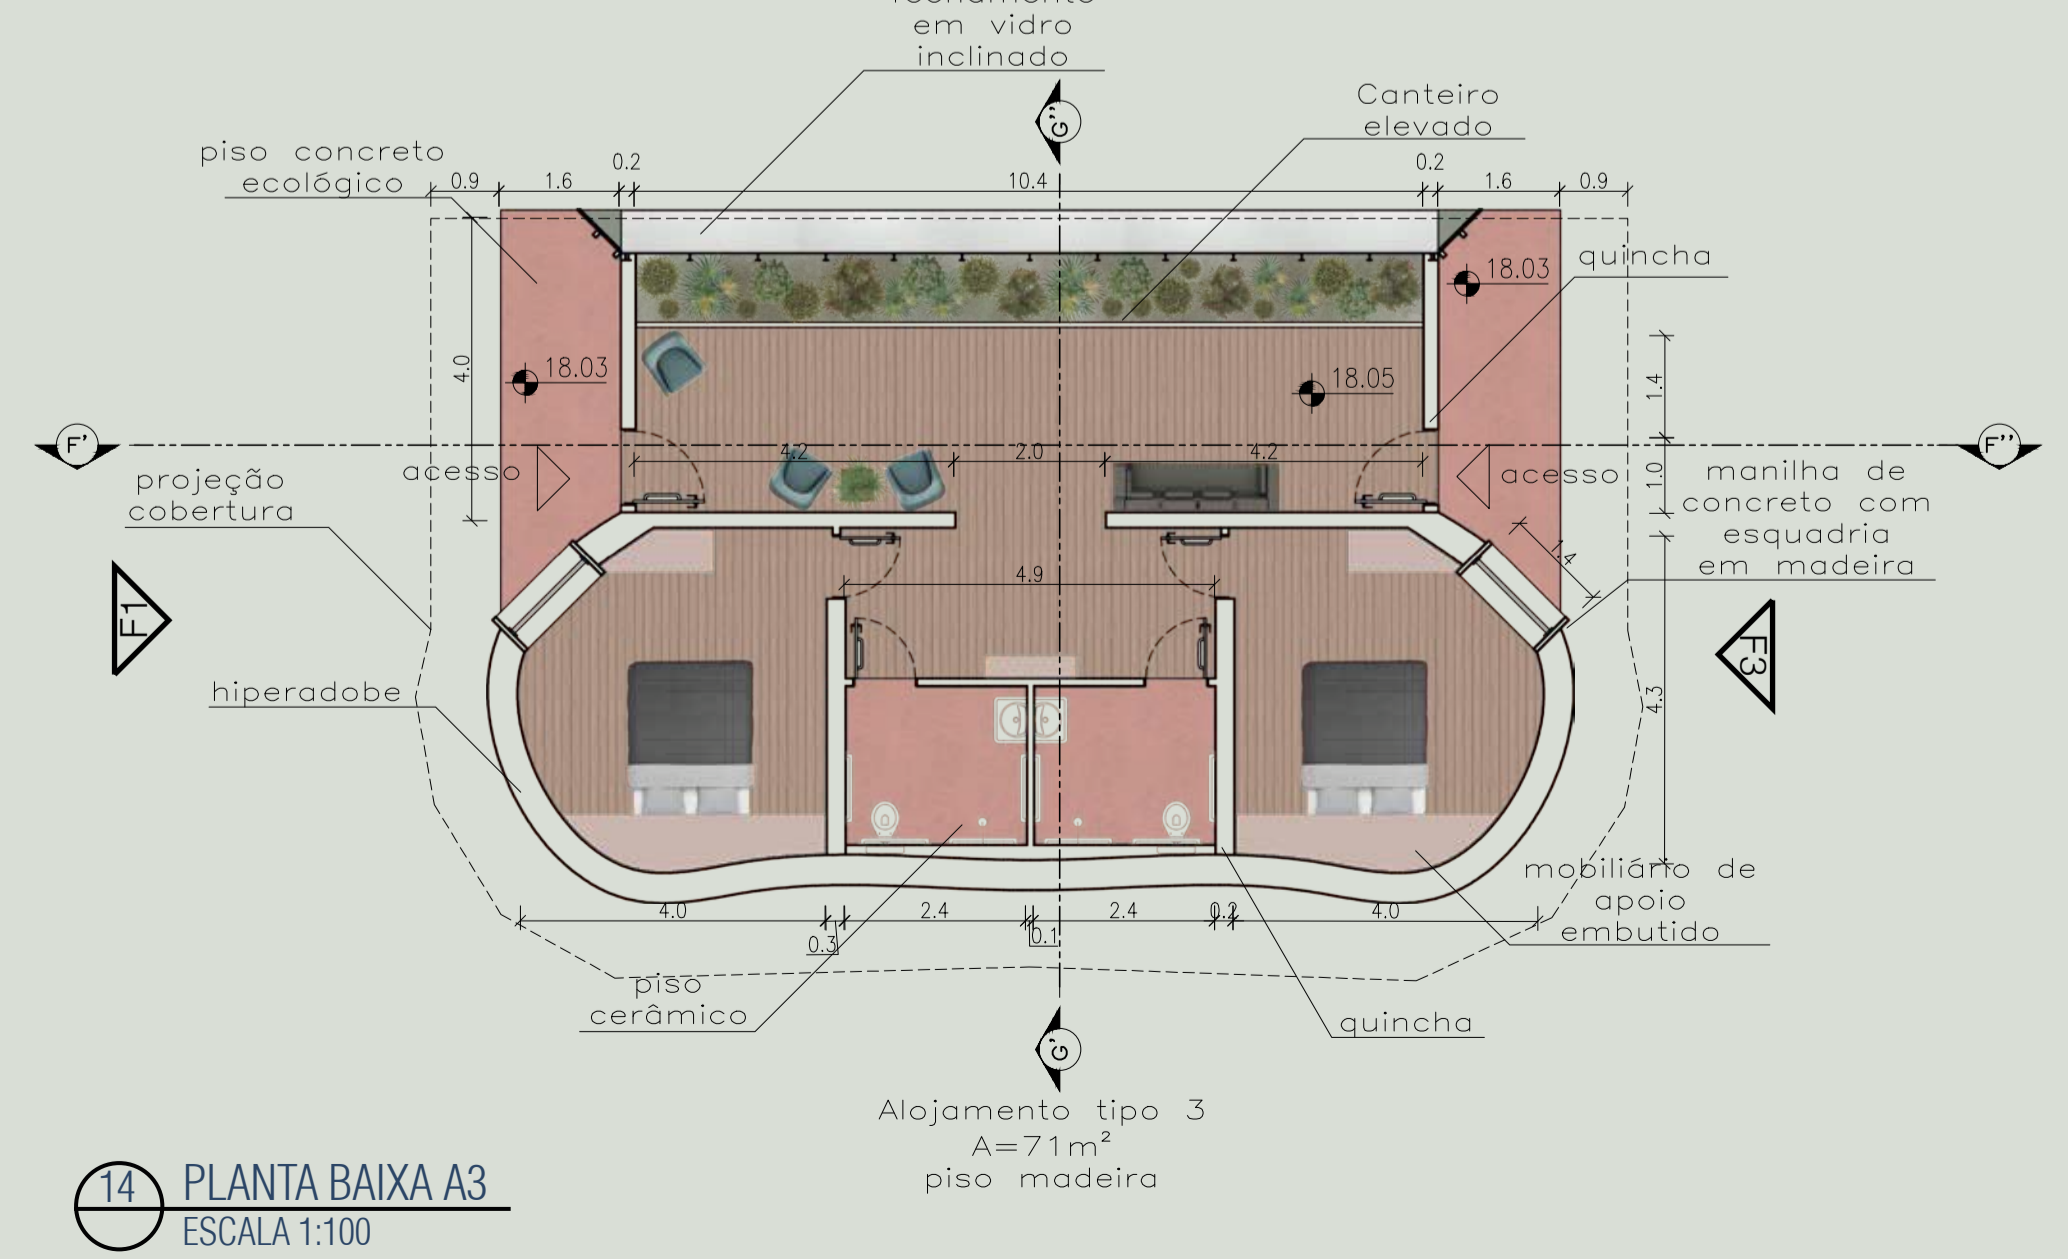 em vidro
inclinado
Canteiro
elevado
G''
piso concreto
ecológico
0.9
1.6
0.2
10.4
0.2
1.6
0.9
quincha
18.03
18.03
18.05
4.0
1.4
F'
F''
acesso
4.2
2.0
4.2
acesso
1.0
projeção
cobertura
manilha de
concreto com
esquadria
em madeira
1.4
4.9
F1
F3
hiperadobe
4.3
mobiliário de
apoio
embutido
4.0
2.4
2.4
0.2
4.0
0.3
0.1
piso
cerâmico
quincha
G'
Alojamento tipo 3
A=71m²
piso madeira
14
PLANTA BAIXA A3
ESCALA 1:100